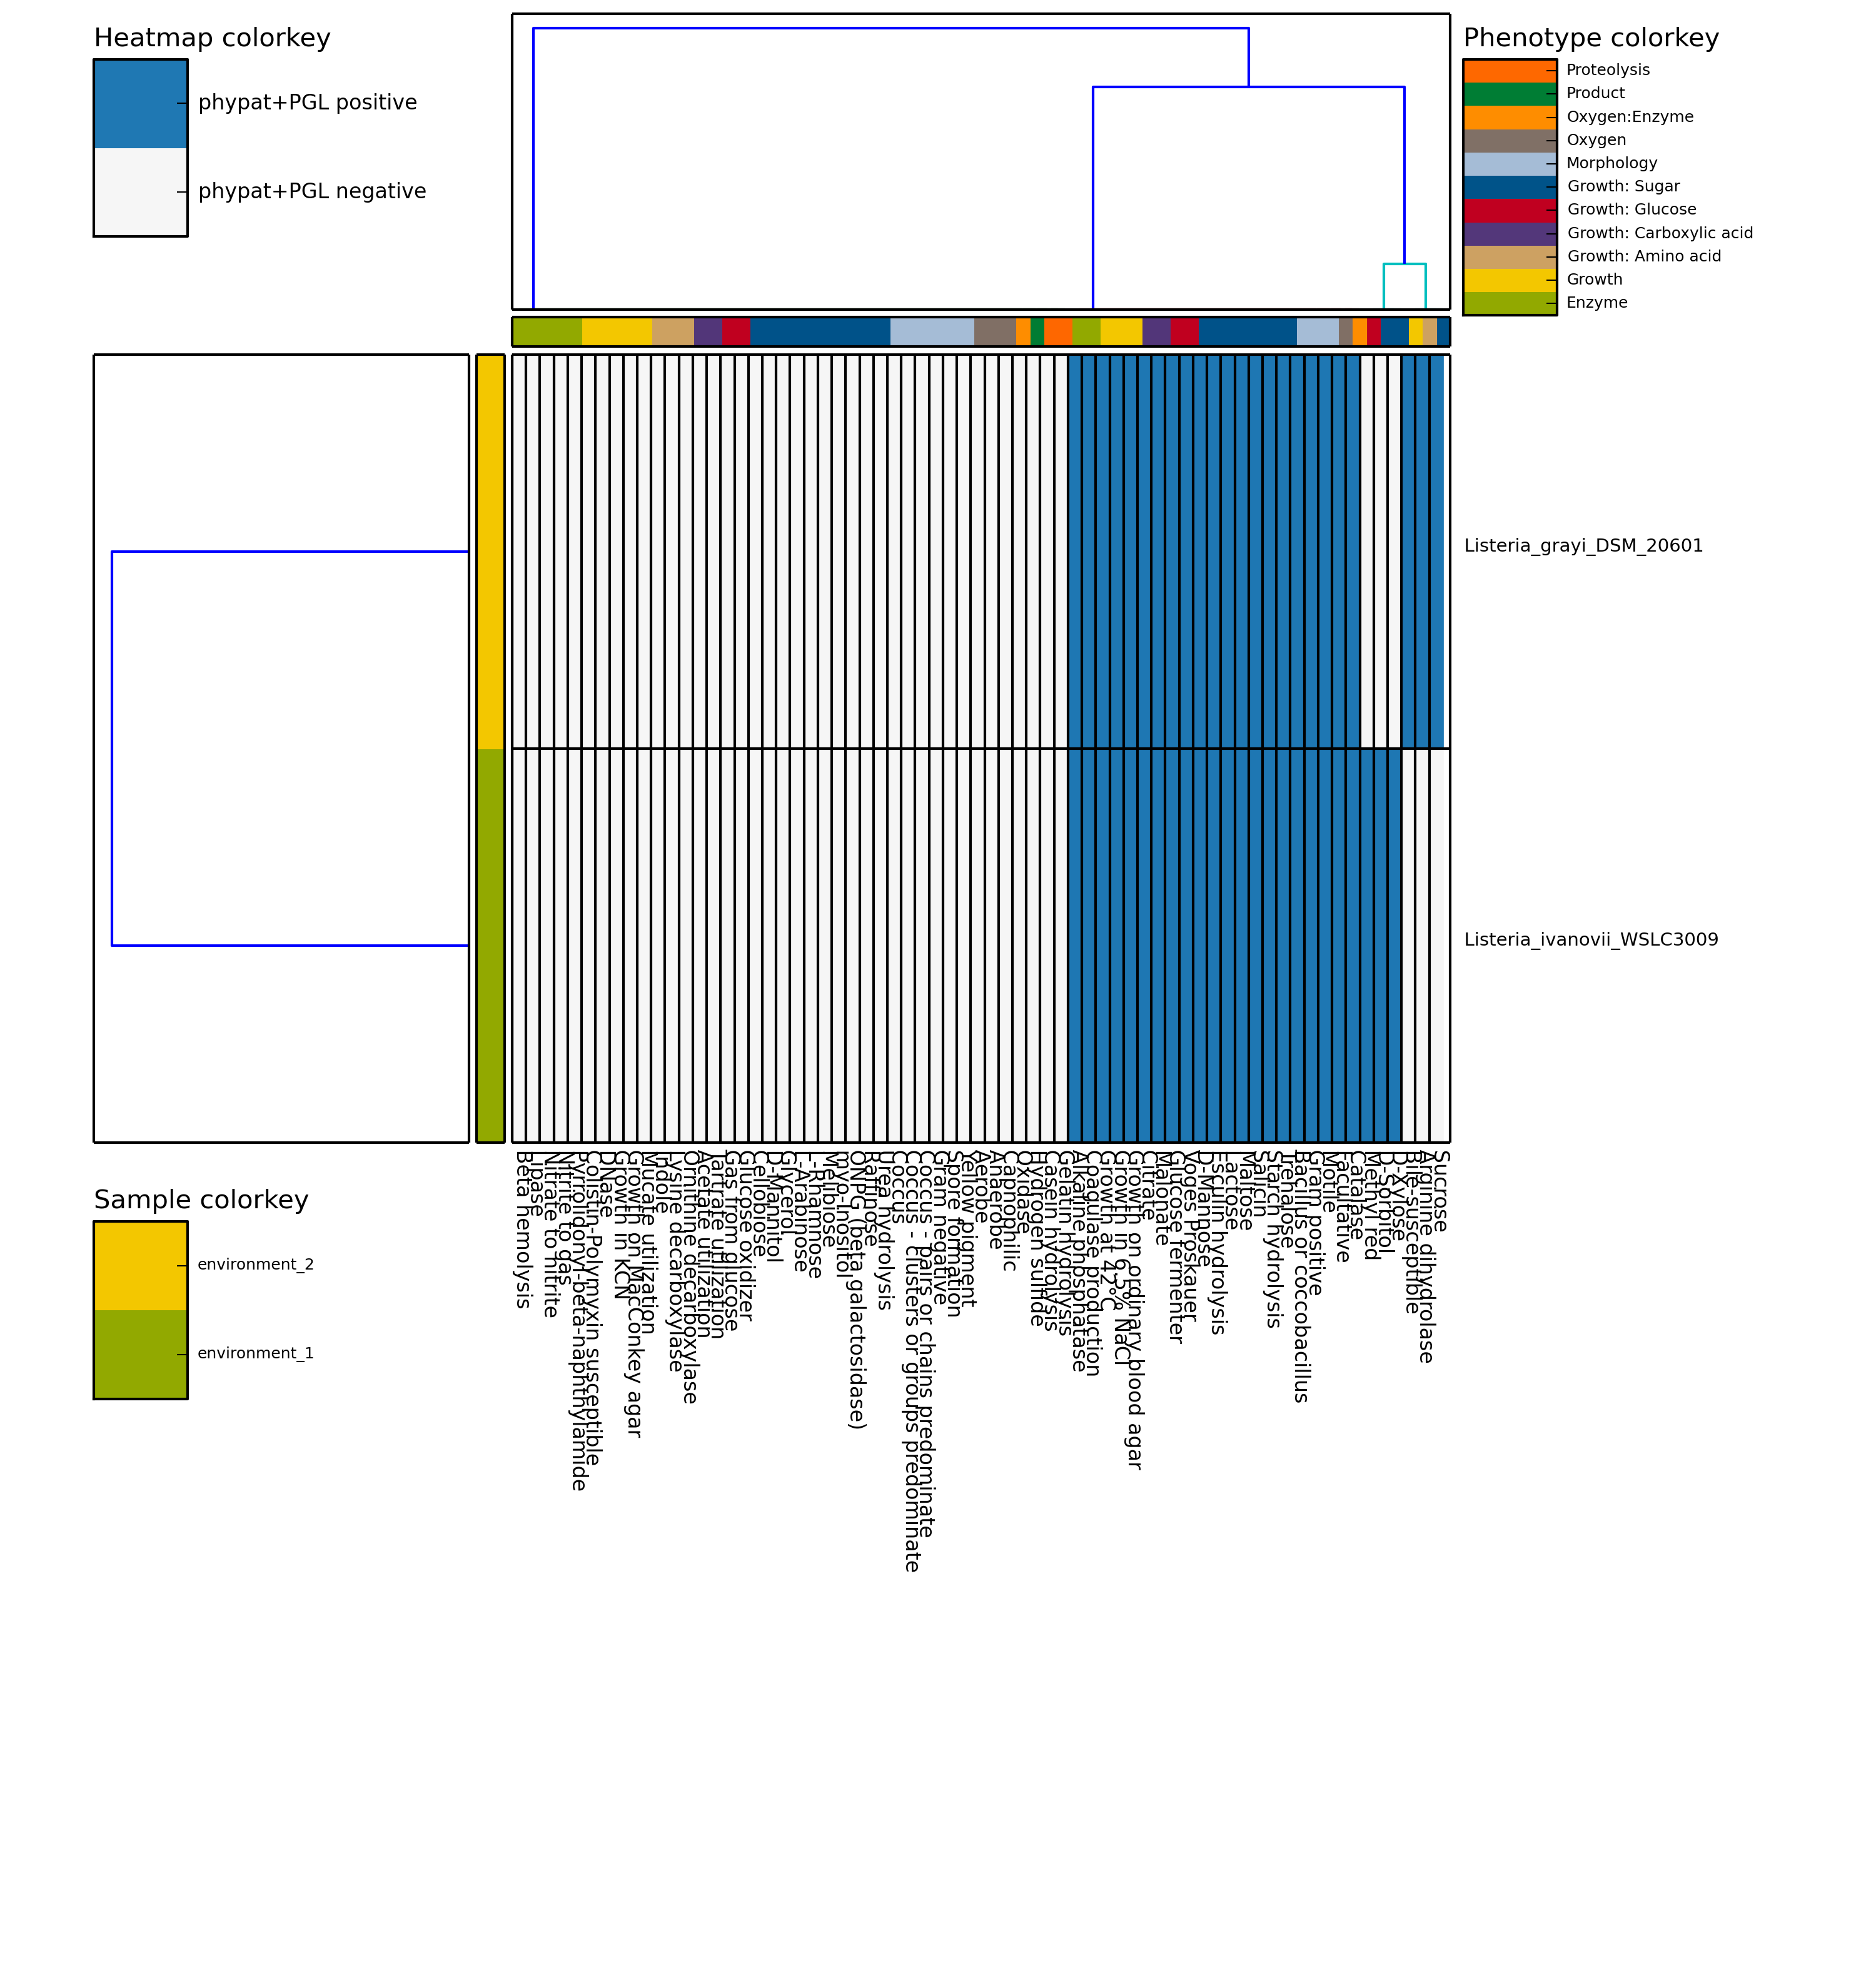 Heatmap colorkey
phypat+PGL positive
phypat+PGL negative
Phenotype colorkey
Proteolysis
Product
Oxygen:Enzyme
Oxygen
Morphology
Growth: Sugar
Growth: Glucose
Growth: Carboxylic acid
Growth: Amino acid
Growth
Enzyme
Listeria_grayi_DSM_20601
Listeria_ivanovii_WSLC3009
Sample colorkey
environment_2
environment_1
Beta hemolysis
Lipase
Nitrate to nitrite
Nitrite to gas
Pyrrolidonyl-beta-naphthylamide
Colistin-Polymyxin susceptible
DNase
Growth in KCN
Growth on MacConkey agar
Mucate utilization
Indole
Lysine decarboxylase
Ornithine decarboxylase
Acetate utilization
Tartrate utilization
Gas from glucose
Glucose oxidizer
Cellobiose
D-Mannitol
Glycerol
L-Arabinose
L-Rhamnose
Melibiose
myo-Inositol
ONPG (beta galactosidase)
Raffinose
Urea hydrolysis
Coccus
Coccus - clusters or groups predominate
Coccus - pairs or chains predominate
Gram negative
Spore formation
Yellow pigment
Aerobe
Anaerobe
Capnophilic
Oxidase
Hydrogen sulfide
Casein hydrolysis
Gelatin hydrolysis
Alkaline phosphatase
Coagulase production
Growth at 42°C
Growth in 6.5% NaCl
Growth on ordinary blood agar
Citrate
Malonate
Glucose fermenter
Voges Proskauer
D-Mannose
Esculin hydrolysis
Lactose
Maltose
Salicin
Starch hydrolysis
Trehalose
Bacillus or coccobacillus
Gram positive
Motile
Facultative
Catalase
Methyl red
D-Sorbitol
D-Xylose
Bile-susceptible
Arginine dihydrolase
Sucrose